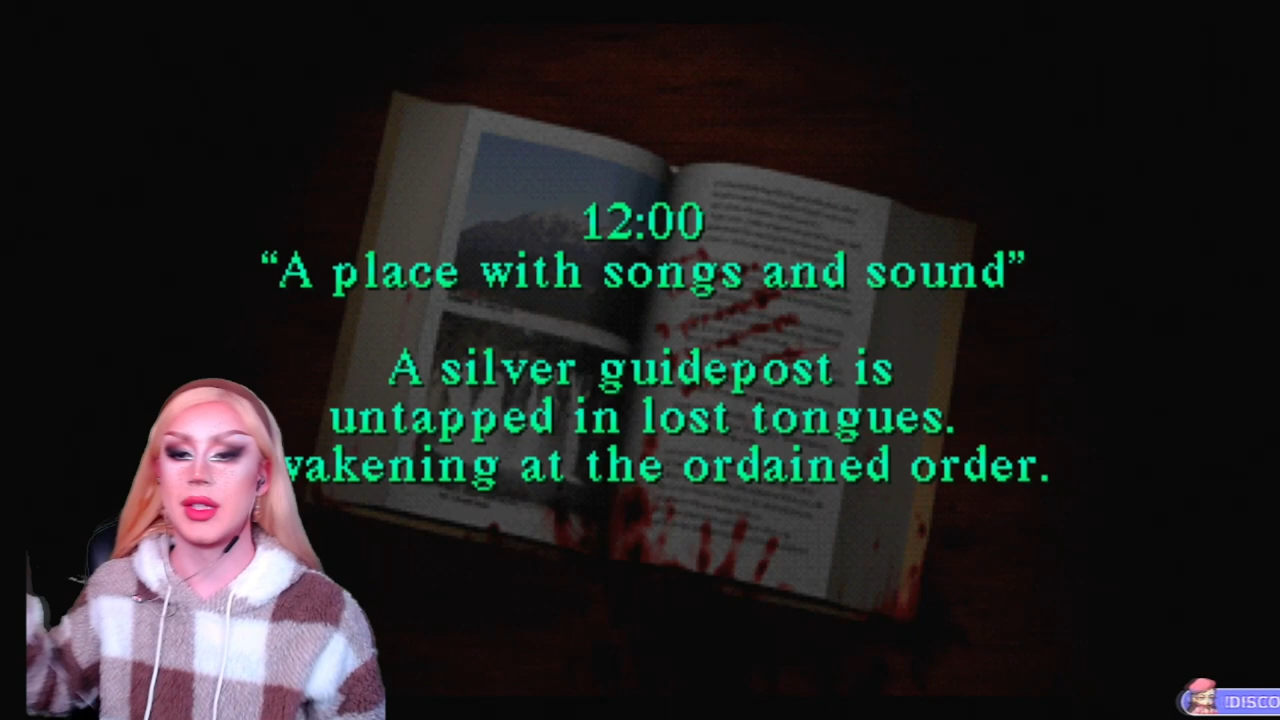 12:00
“A place with songs and sound”
A silver guidepost is
untapped in lost tongues.
wakening at the ordained order.
!DISCO